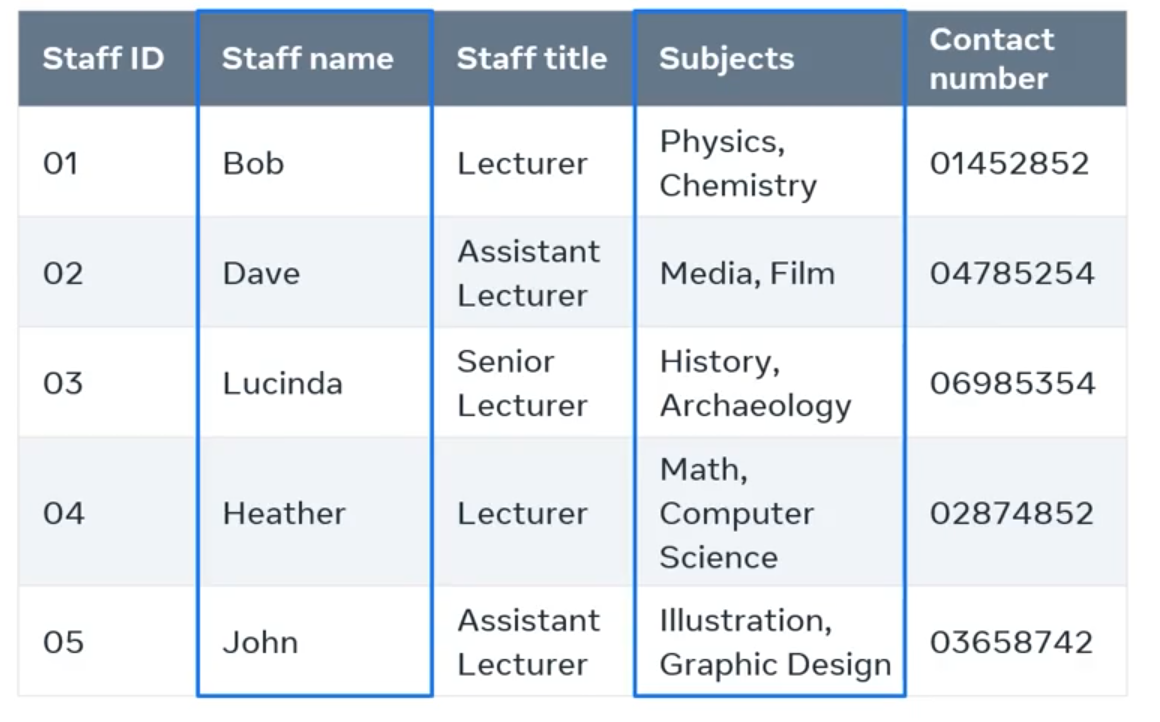 Staff ID Staff name Staff title Subjects Contact
number
01 Bob Lecturer Physics,
Chemistry 01452852
02 Dave Assistant
Lecturer Media, Film 04785254
03 Lucinda Senior
Lecturer History,
Archaeology 06985354
04 Heather Lecturer Math,
Computer
Science 02874852
05 John Assistant
Lecturer Illustration,
Graphic Design 03658742